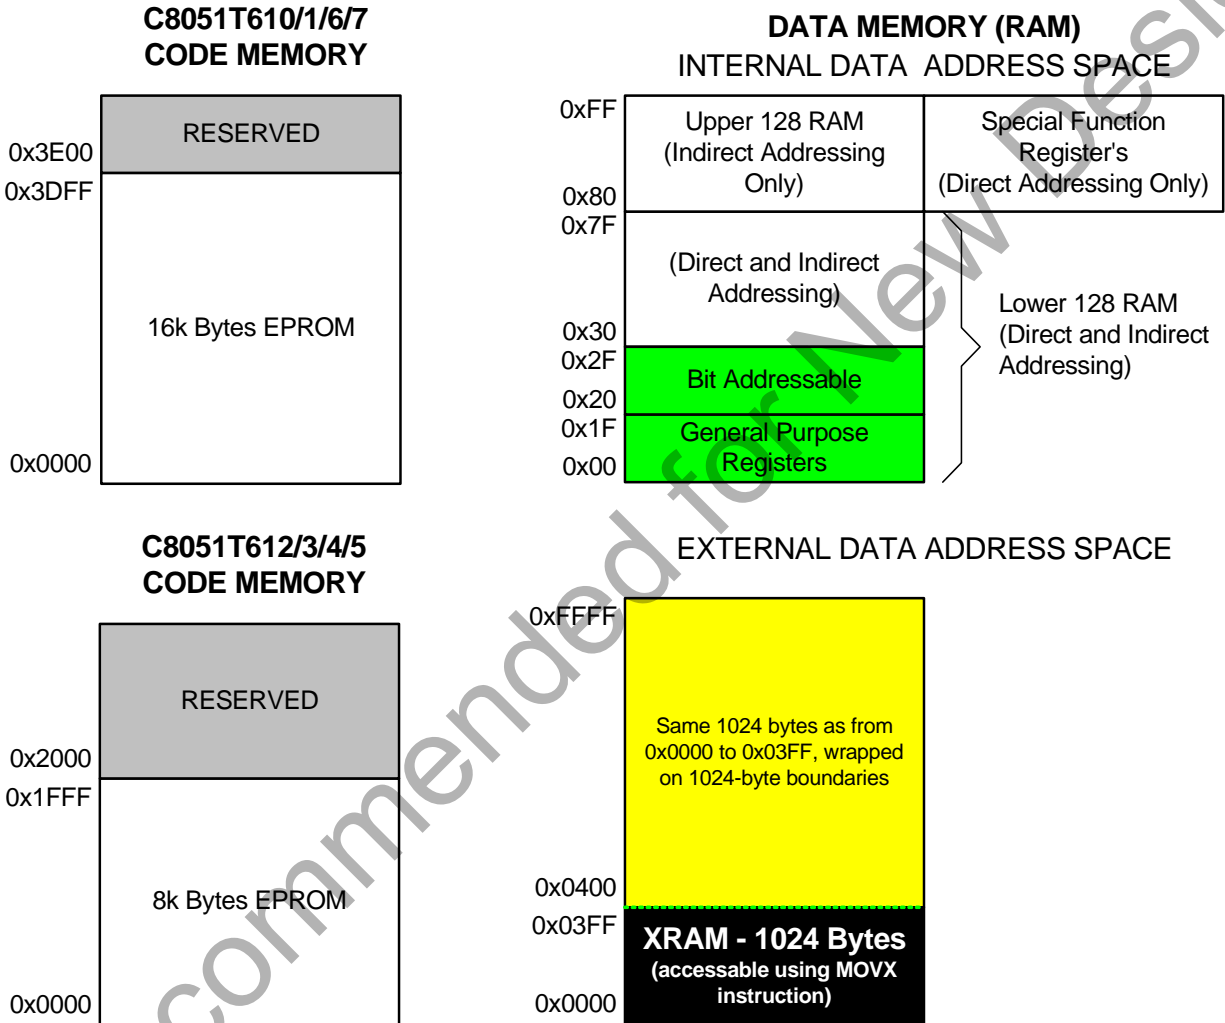 C8051T610/1/6/7
CODE MEMORY
RESERVED
0x3E00
0x3DFF
16k Bytes EPROM
0x0000
DATA MEMORY (RAM)
INTERNAL DATA ADDRESS SPACE
0xFF
Upper 128 RAM
(Indirect Addressing
Only)
0x80
Special Function
Register's
(Direct Addressing Only)
0x7F
(Direct and Indirect
Addressing)
0x30
Lower 128 RAM
(Direct and Indirect
Addressing)
0x2F
Bit Addressable
0x20
0x1F
General Purpose
Registers
0x00
C8051T612/3/4/5
CODE MEMORY
RESERVED
0x2000
0x1FFF
8k Bytes EPROM
0x0000
EXTERNAL DATA ADDRESS SPACE
0xFFFF
Same 1024 bytes as from
0x0000 to 0x03FF, wrapped
on 1024-byte boundaries
0x0400
0x03FF
XRAM - 1024 Bytes
(accessable using MOVX
instruction)
0x0000
commended for New Desi